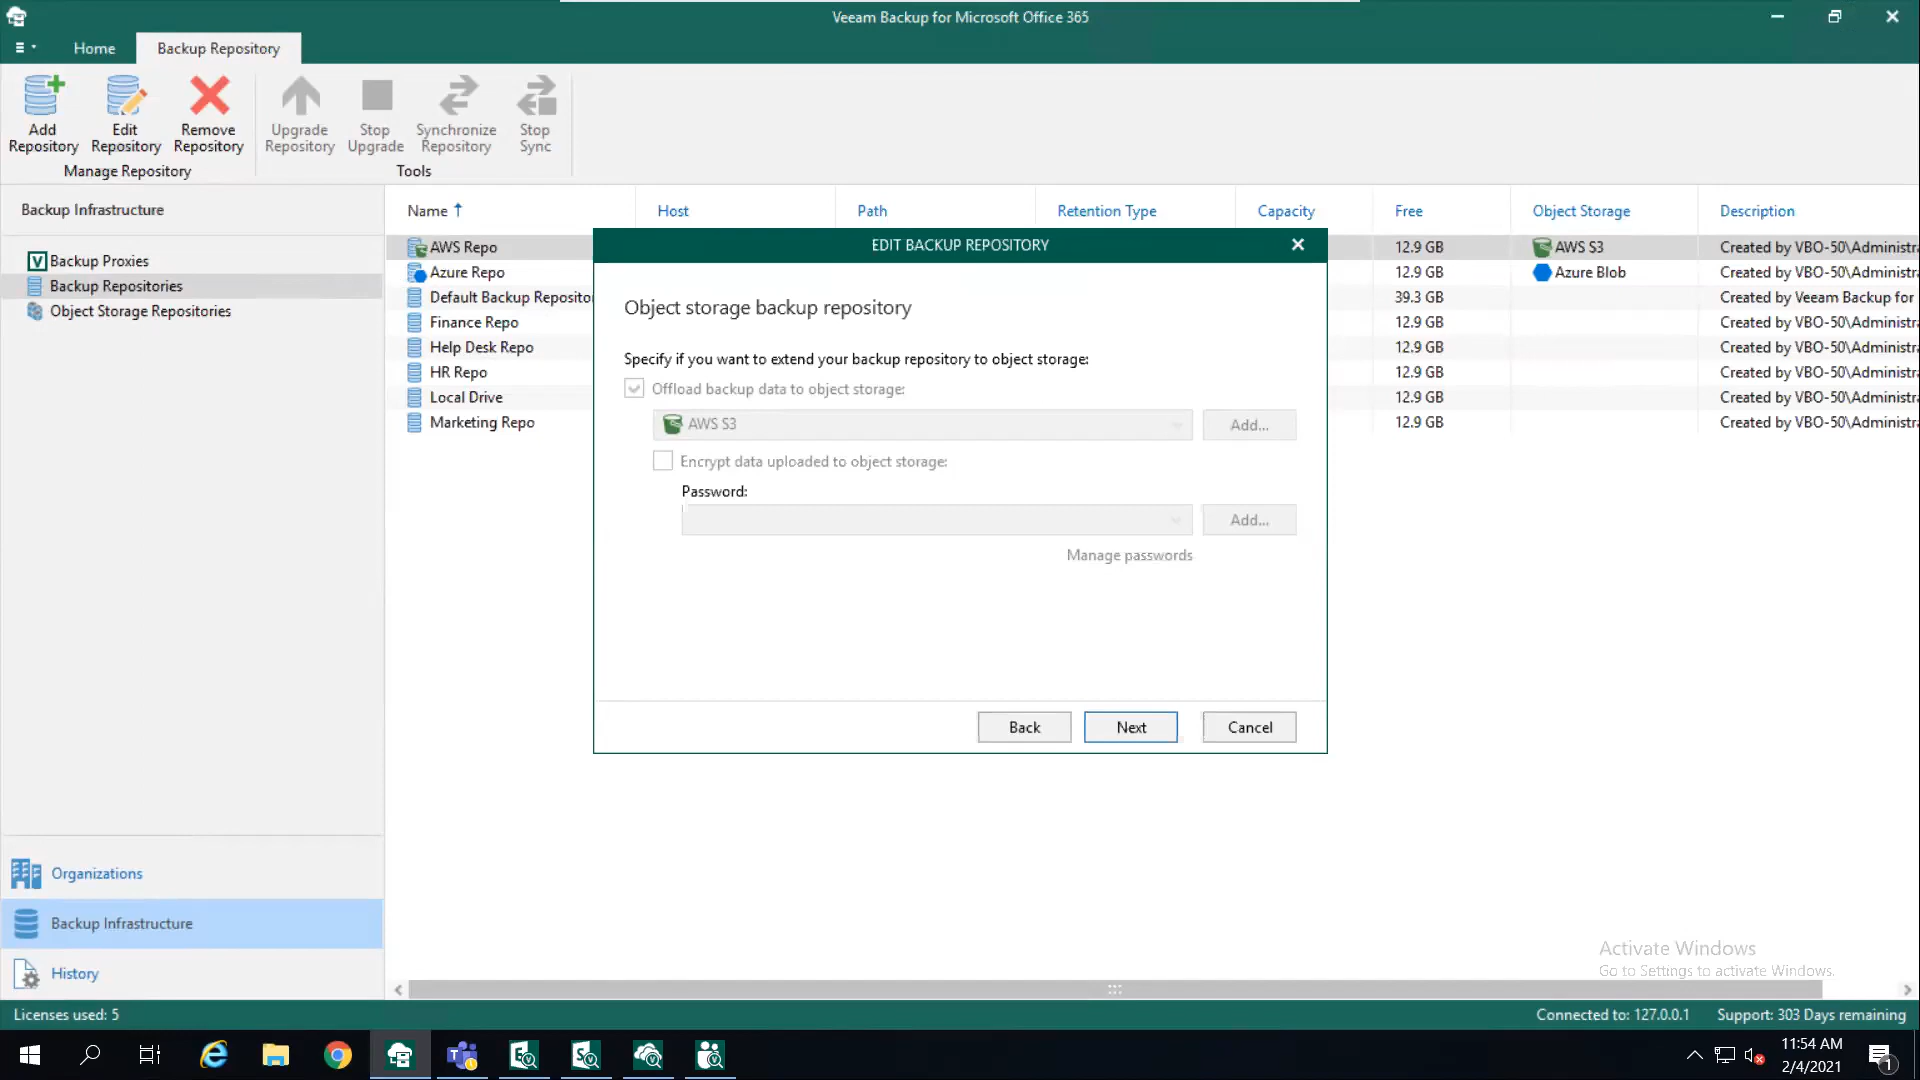 Veeam Backup for Microsoft Office 365
Home
Backup Repository
Add
Repository
Edit
Repository
Remove
Repository
Manage Repository
Upgrade
Repository
Stop
Upgrade
Synchronize
Repository
Stop
Sync
Tools
Backup Infrastructure
Backup Proxies
Backup Repositories
Object Storage Repositories
Name
Host
Path
Retention Type
Capacity
Free
Object Storage
Description
AWS Repo
12.9 GB
AWS S3
Created by VBO-50\Administra
Azure Repo
12.9 GB
Azure Blob
Created by VBO-50\Administra
Default Backup Reposito
39.3 GB
Created by Veeam Backup for
Finance Repo
12.9 GB
Created by VBO-50\Administra
Help Desk Repo
12.9 GB
Created by VBO-50\Administra
HR Repo
12.9 GB
Created by VBO-50\Administra
Local Drive
12.9 GB
Created by VBO-50\Administra
Marketing Repo
12.9 GB
Created by VBO-50\Administra
EDIT BACKUP REPOSITORY
Object storage backup repository
Specify if you want to extend your backup repository to object storage:
Offload backup data to object storage:
AWS S3
Add...
Encrypt data uploaded to object storage:
Password:
Add...
Manage passwords
Back
Next
Cancel
Organizations
Backup Infrastructure
History
Activate Windows
Go to Settings to activate Windows.
Licenses used: 5
Connected to: 127.0.0.1
Support: 303 Days remaining
11:54 AM
2/4/2021
1